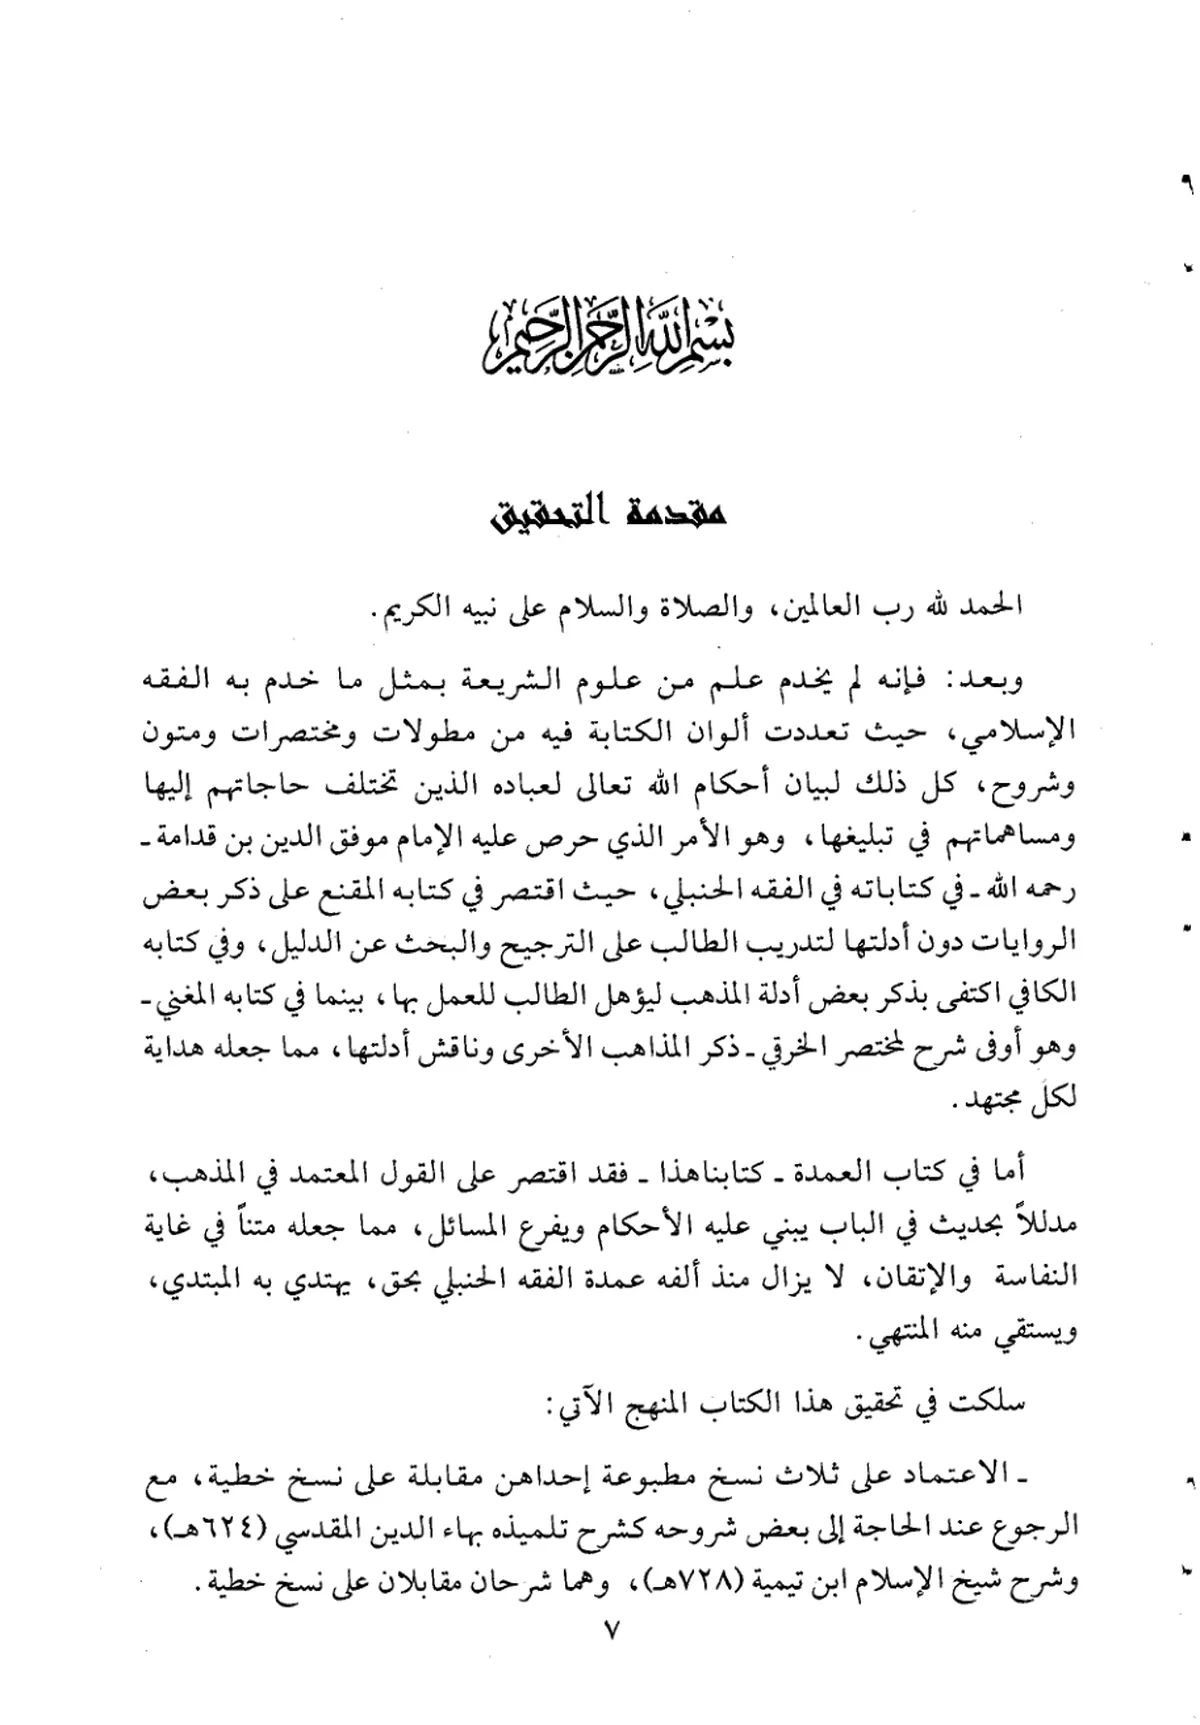 بسم الله الرحمن الرحيم
مقدمة التحقيق
الحمد لله رب العالمين، والصلاة والسلام على نبيه الكريم.
وبعد: فإنه لم يخدم علم من علوم الشريعة بمثل ما خدم به الفقه
الإسلامي، حيث تعددت ألوان الكتابة فيه من مطولات ومختصرات ومتون
وشروح، كل ذلك لبيان أحكام الله تعالى لعباده الذين تختلف حاجاتهم إليها
ومساهماتهم في تبليغها، وهو الأمر الذي حرص عليه الإمام موفق الدين بن قدامة ـ
رحمه الله ـ في كتاباته في الفقه الحنبلي، حيث اقتصر في كتابه المقنع على ذكر بعض
الروايات دون أدلتها لتدريب الطالب على الترجيح والبحث عن الدليل، وفي كتابه
الكافي اكتفى بذكر بعض أدلة المذهب ليؤهل الطالب للعمل بها، بينما في كتابه المغني ـ
وهو أوفى شرح لمختصر الخرقي ـ ذكر المذاهب الأخرى وناقش أدلتها، مما جعله هداية
لكل مجتهد.
أما في كتاب العمدة ـ كتابنا هذا ـ فقد اقتصر على القول المعتمد في المذهب،
مدللاً بحديث في الباب يبني عليه الأحكام ويفرع المسائل، مما جعله متناً في غاية
النفاسة والإتقان، لا يزال منذ ألفه عمدة الفقه الحنبلي بحق، يهتدي به المبتدي،
ويستقي منه المنتهي.
سلكت في تحقيق هذا الكتاب المنهج الآتي:
ـ الاعتماد على ثلاث نسخ مطبوعة إحداهن مقابلة على نسخ خطية، مع
الرجوع عند الحاجة إلى بعض شروحه كشرح تلميذه بهاء الدين المقدسي (٦٢٤هـ)،
وشرح شيخ الإسلام ابن تيمية (٧٢٨هـ)، وهما شرحان مقابلان على نسخ خطية.
٧